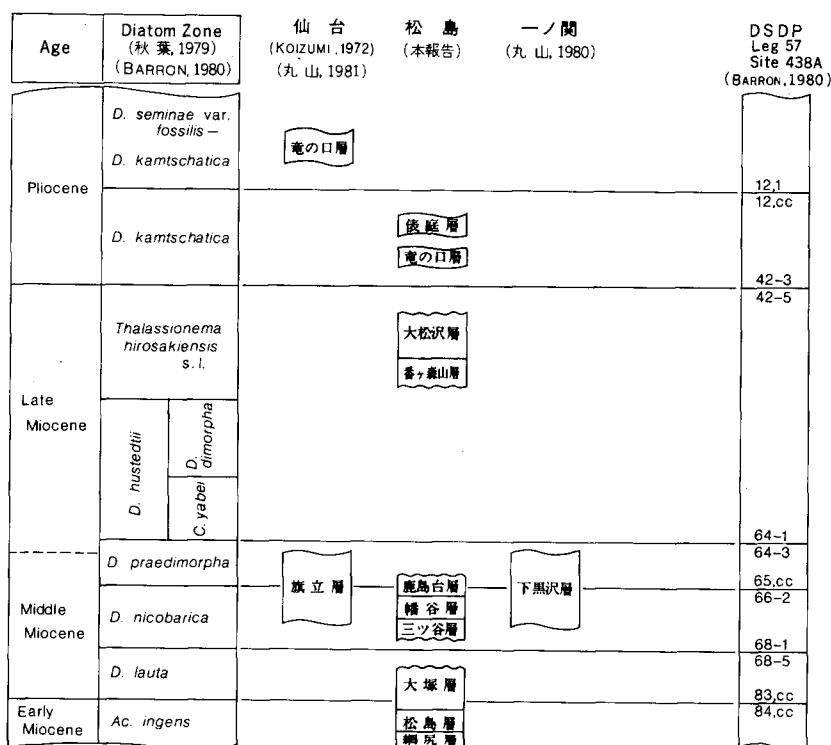 Age
Diatom Zone
(秋 葉, 1979)
(BARRON, 1980)
仙 台
(KOIZUMI, 1972)
(丸 山, 1981)
松 島
(本報告)
一ノ関
(丸 山, 1980)
DSDP
Leg 57
Site 438A
(BARRON, 1980)
Pliocene
D. seminae var.
fossilis –
D. kamtschatica
竜の口層
12,1
12,cc
D. kamtschatica
俵庭層
竜の口層
42-3
42-5
Late
Miocene
Thalassionema
hirosakiensis
s. l.
大松沢層
番ヶ森山層
D. hustedtii
D. dimorpha
C. yabei
64-1
64-3
D. praedimorpha
旗立層
鹿島台層
下黒沢層
65,cc
66-2
Middle
Miocene
D. nicobarica
幡谷層
三ツ谷層
68-1
68-5
D. lauta
大塚層
83,cc
84,cc
Early
Miocene
Ac. ingens
松島層
網尻層